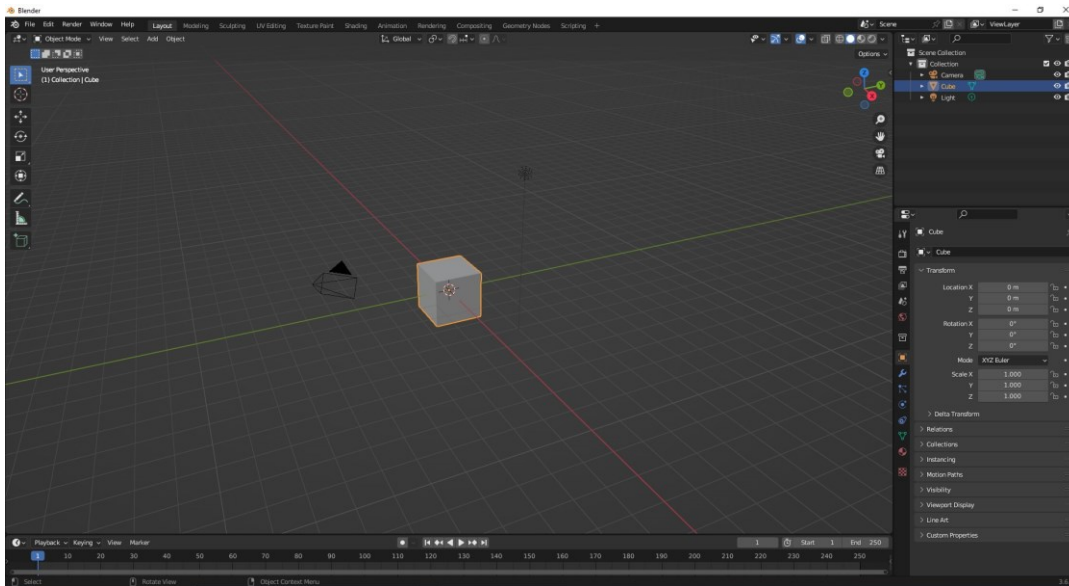 Blender
File Edit Render Window Help Layout Modeling Sculpting UV Editing Texture Paint Shading Animation Rendering Compositing Geometry Nodes Scripting + Scene ViewLayer
Object Mode View Select Add Object Global
Options
User Perspective
(1) Collection | Cube
Z
Y
X
Scene Collection
Collection
Camera
Cube
Light
Cube
Cube
Transform
Location X 0 m
Y 0 m
Z 0 m
Rotation X 0°
Y 0°
Z 0°
Mode XYZ Euler
Scale X 1.000
Y 1.000
Z 1.000
Delta Transform
Relations
Collections
Instancing
Motion Paths
Visibility
Viewport Display
Line Art
Custom Properties
Playback Keying View Marker 1 Start 1 End 250
1 10 20 30 40 50 60 70 80 90 100 110 120 130 140 150 160 170 180 190 200 210 220 230 240 250
Select Rotate View Object Context Menu 3.6